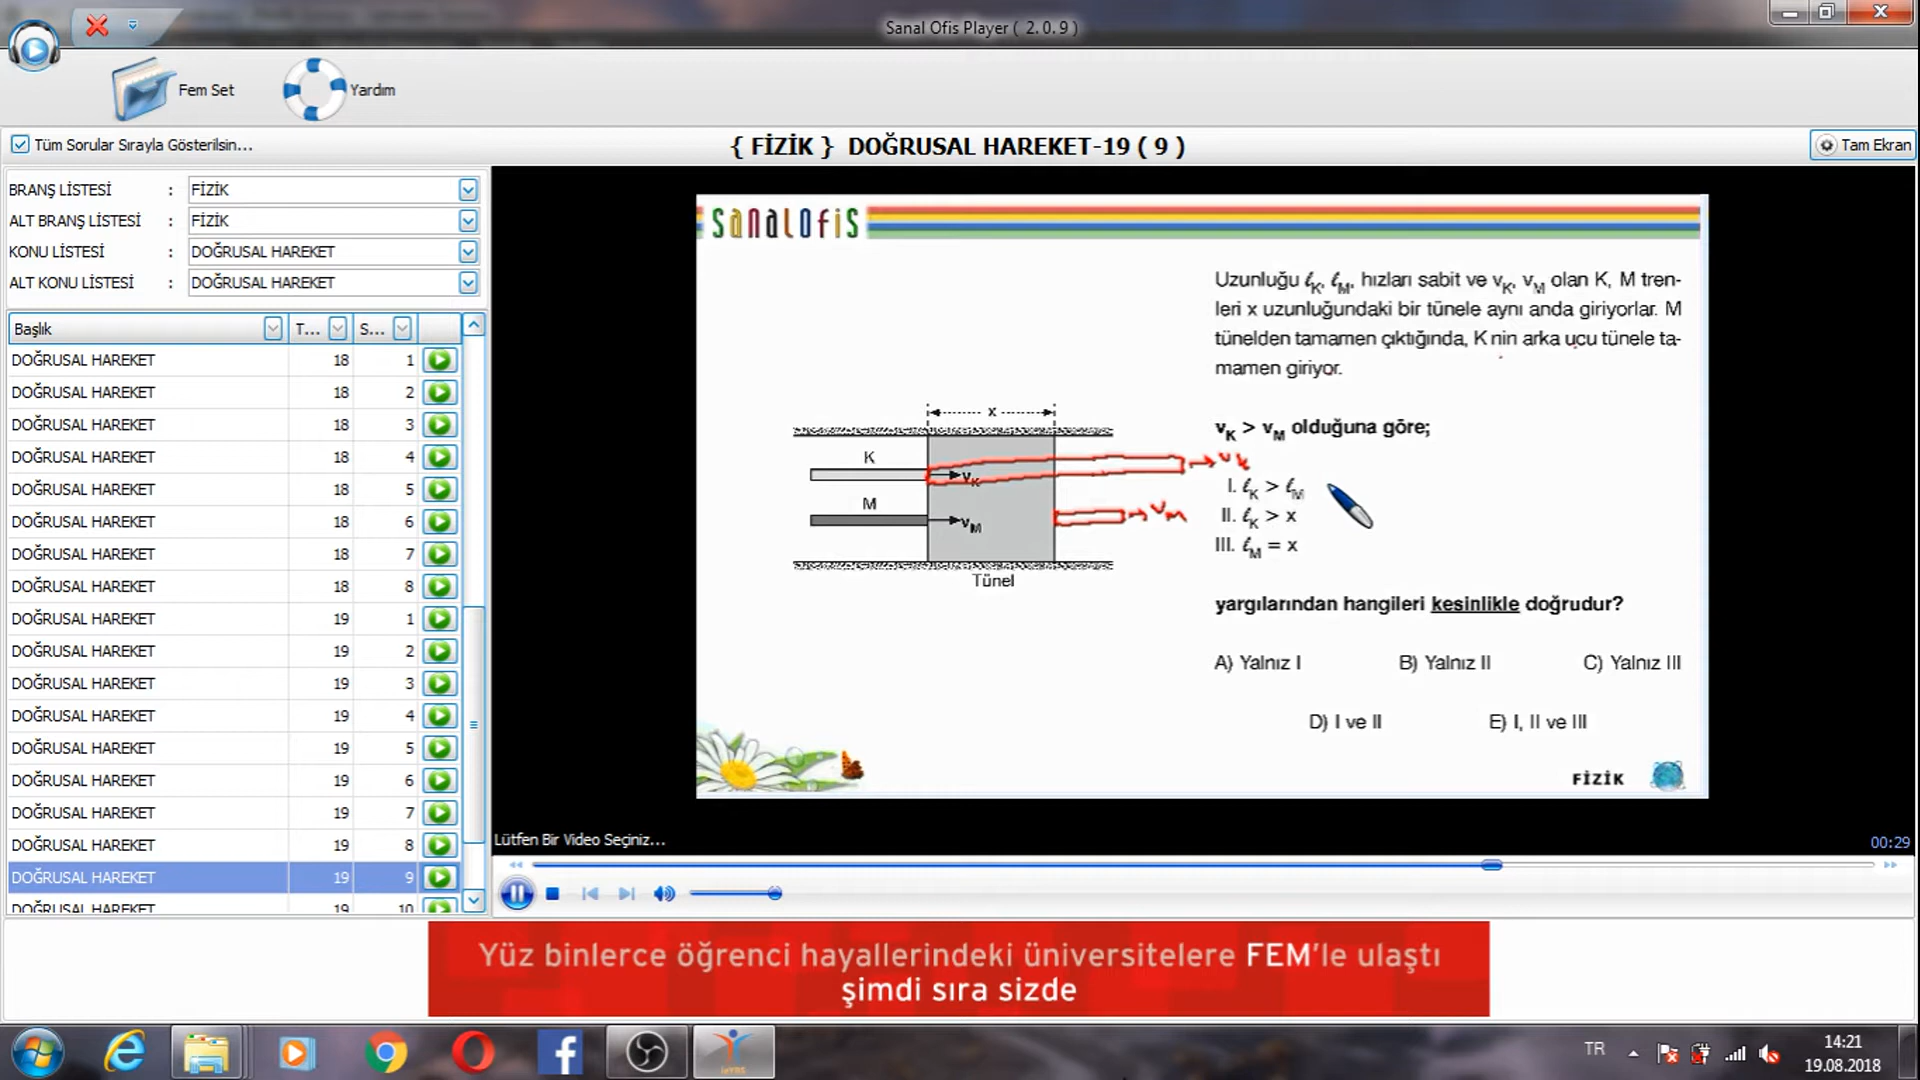 Sanal Ofis Player ( 2.0.9 )
Fem Set
Yardım
Tüm Sorular Sırayla Gösterilsin...
{ FİZİK }  DOĞRUSAL HAREKET-19 ( 9 )
Tam Ekran
BRANŞ LİSTESİ : FİZİK
ALT BRANŞ LİSTESİ : FİZİK
KONU LİSTESİ : DOĞRUSAL HAREKET
ALT KONU LİSTESİ : DOĞRUSAL HAREKET
Başlık T... S...
DOĞRUSAL HAREKET 18 1
DOĞRUSAL HAREKET 18 2
DOĞRUSAL HAREKET 18 3
DOĞRUSAL HAREKET 18 4
DOĞRUSAL HAREKET 18 5
DOĞRUSAL HAREKET 18 6
DOĞRUSAL HAREKET 18 7
DOĞRUSAL HAREKET 18 8
DOĞRUSAL HAREKET 19 1
DOĞRUSAL HAREKET 19 2
DOĞRUSAL HAREKET 19 3
DOĞRUSAL HAREKET 19 4
DOĞRUSAL HAREKET 19 5
DOĞRUSAL HAREKET 19 6
DOĞRUSAL HAREKET 19 7
DOĞRUSAL HAREKET 19 8
DOĞRUSAL HAREKET 19 9
DOĞRUSAL HAREKET 19 10
SanalOfiS
Uzunluğu ℓK, ℓM, hızları sabit ve vK, vM olan K, M tren-
leri x uzunluğundaki bir tünele aynı anda giriyorlar. M
tünelden tamamen çıktığında, K nin arka ucu tünele ta-
mamen giriyor.
x
K
vK
vK
M
vM
vm
Tünel
vK > vM olduğuna göre;
I. ℓK > ℓM
II. ℓK > x
III. ℓM = x
yargılarından hangileri kesinlikle doğrudur?
A) Yalnız I B) Yalnız II C) Yalnız III
D) I ve II E) I, II ve III
FİZİK
Lütfen Bir Video Seçiniz...
00:29
Yüz binlerce öğrenci hayallerindeki üniversitelere FEM'le ulaştı
şimdi sıra sizde
TR
14:21
19.08.2018